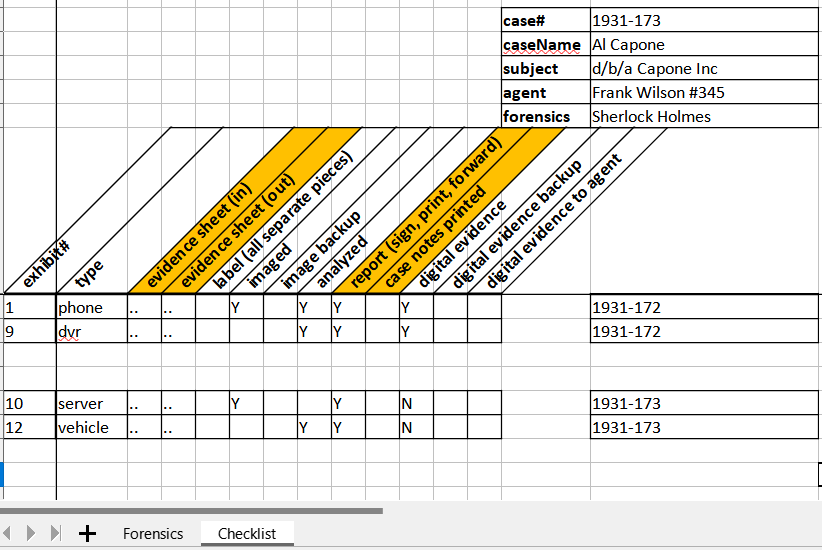 case# 1931-173
caseName Al Capone
subject d/b/a Capone Inc
agent Frank Wilson #345
forensics Sherlock Holmes
exhibit#
type
evidence sheet (in)
evidence sheet (out)
label (all separate pieces)
imaged
image backup
analyzed
report (sign, print, forward)
case notes printed
digital evidence
digital evidence backup
digital evidence to agent
1 phone .. .. Y Y Y Y 1931-172
9 dvr .. .. Y Y Y 1931-172
10 server .. .. Y Y N 1931-173
12 vehicle .. .. Y Y N 1931-173
Forensics Checklist